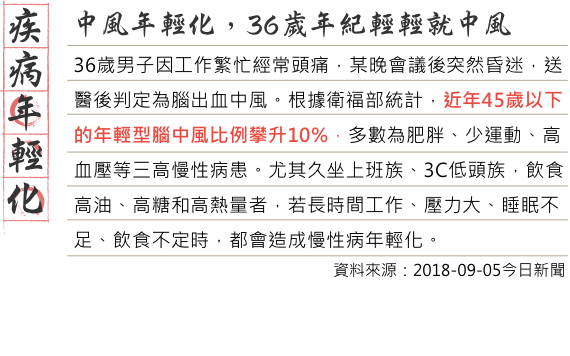 疾病年輕化
中風年輕化，36歲年紀輕輕就中風
36歲男子因工作繁忙經常頭痛，某晚會議後突然昏迷，送
醫後判定為腦出血中風。根據衛福部統計，近年45歲以下
的年輕型腦中風比例攀升10%，多數為肥胖、少運動、高
血壓等三高慢性病患。尤其久坐上班族、3C低頭族，飲食
高油、高糖和高熱量者，若長時間工作、壓力大、睡眠不
足、飲食不定時，都會造成慢性病年輕化。
資料來源：2018-09-05今日新聞